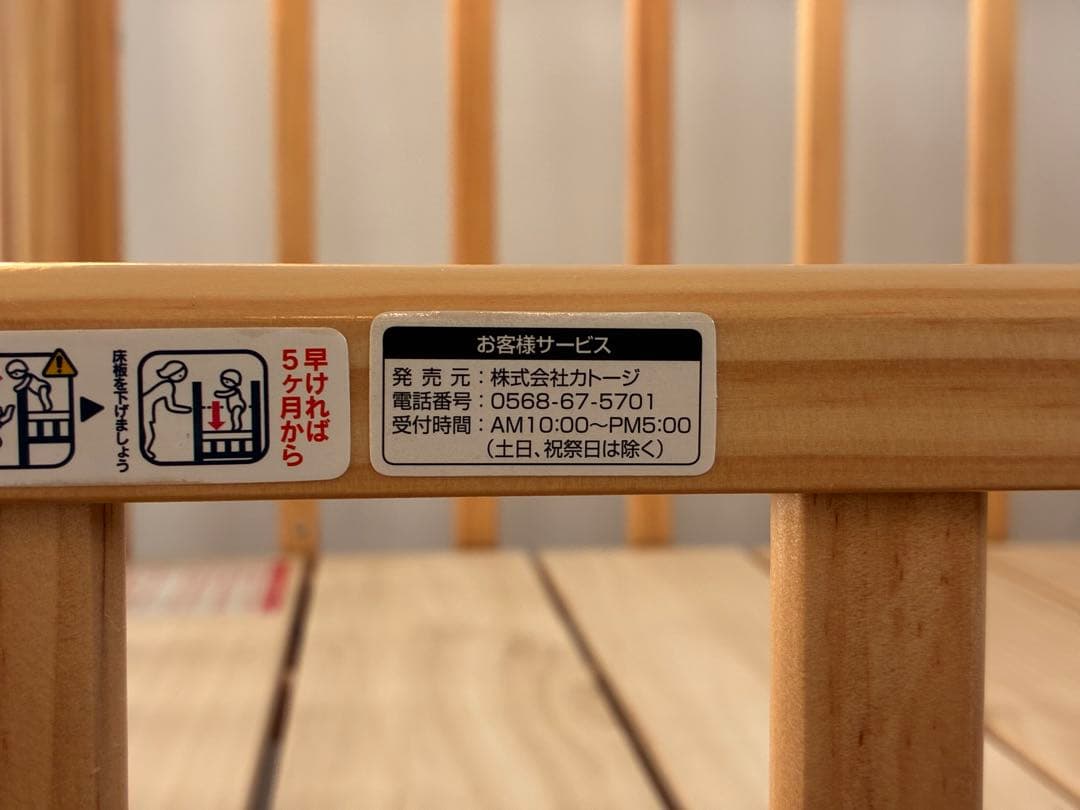 床板を下げましょう
早ければ
5ヶ月から
お客様サービス
発売元：株式会社カトージ
電話番号：0568-67-5701
受付時間：AM10:00〜PM5:00
（土日、祝祭日は除く）